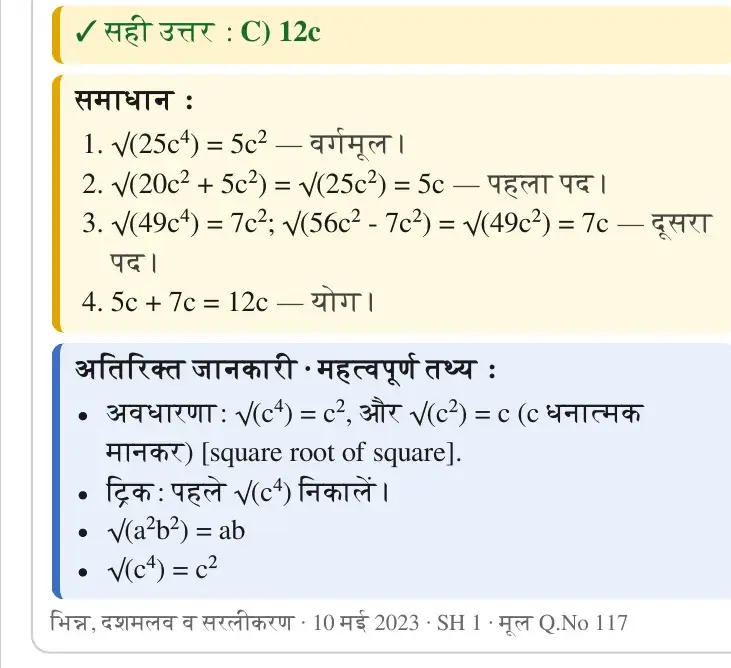 ✓ सही उत्तर : C) 12c
समाधान :
1. √(25c⁴) = 5c² — वर्गमूल।
2. √(20c² + 5c²) = √(25c²) = 5c — पहला पद।
3. √(49c⁴) = 7c²; √(56c² - 7c²) = √(49c²) = 7c — दूसरा
पद।
4. 5c + 7c = 12c — योग।
अतिरिक्त जानकारी · महत्वपूर्ण तथ्य :
• अवधारणा : √(c⁴) = c², और √(c²) = c (c धनात्मक
मानकर) [square root of square].
• ट्रिक : पहले √(c⁴) निकालें।
• √(a²b²) = ab
• √(c⁴) = c²
भिन्न, दशमलव व सरलीकरण · 10 मई 2023 · SH 1 · मूल Q.No 117